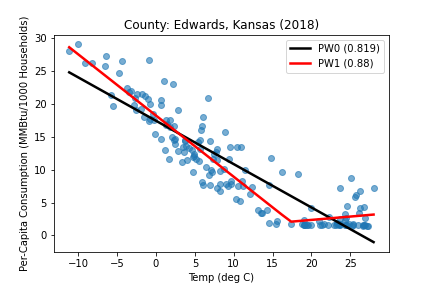 County: Edwards, Kansas (2018)
PW0 (0.819)
PW1 (0.88)
Per-Capita Consumption (MMBtu/1000 Households)
30
25
20
15
10
5
0
−10 −5 0 5 10 15 20 25
Temp (deg C)